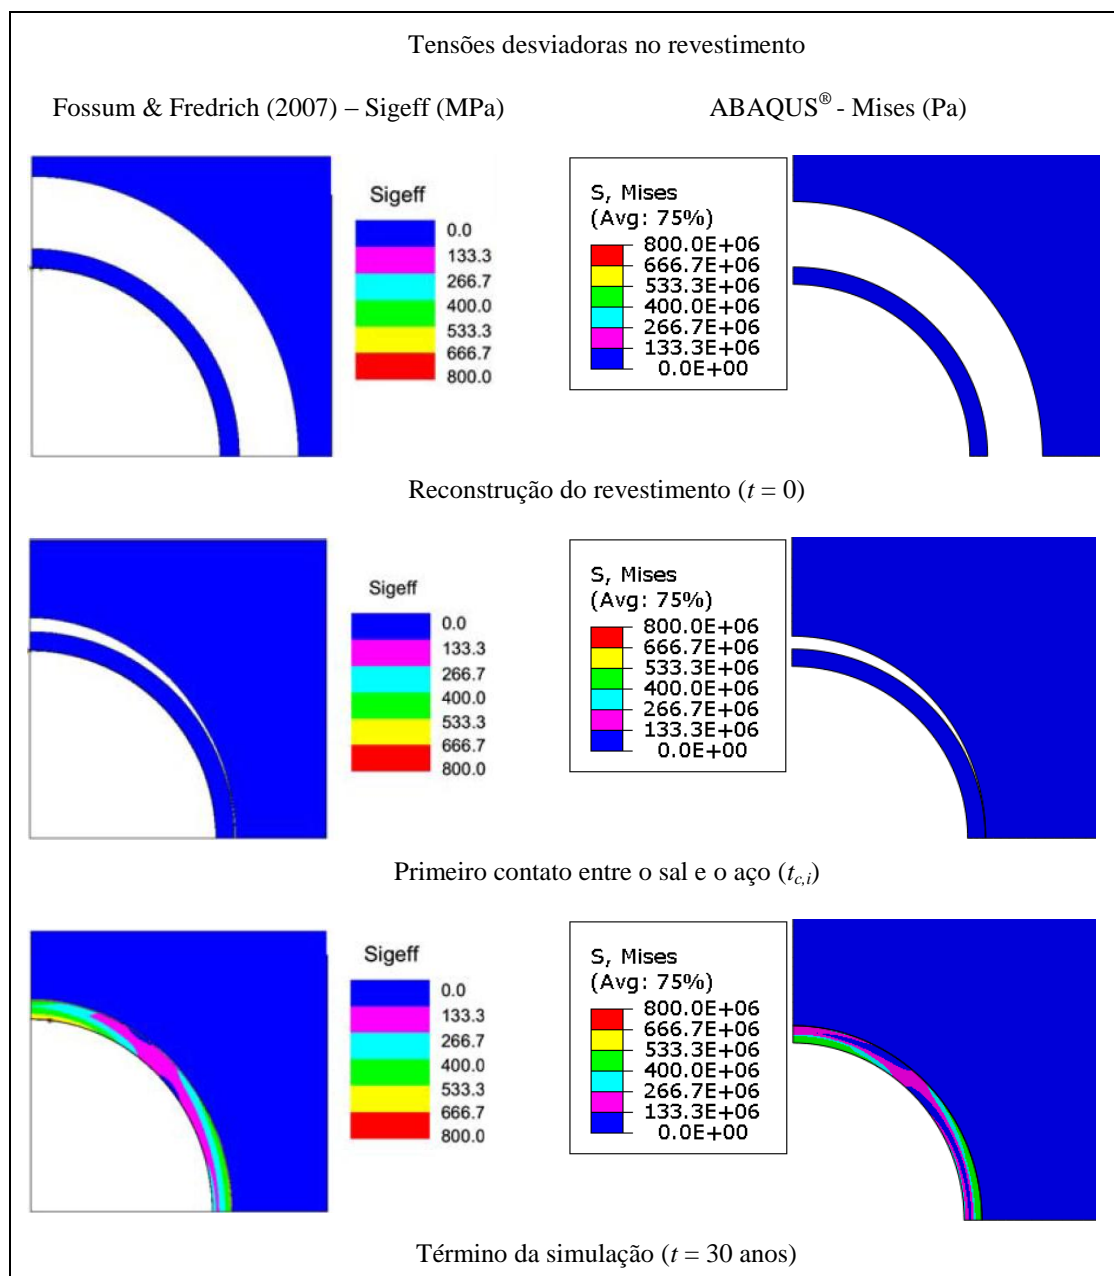 Tensões desviadoras no revestimento
Fossum & Fredrich (2007) – Sigeff (MPa)
ABAQUS® - Mises (Pa)
Sigeff
0.0
133.3
266.7
400.0
533.3
666.7
800.0
S, Mises
(Avg: 75%)
800.0E+06
666.7E+06
533.3E+06
400.0E+06
266.7E+06
133.3E+06
0.0E+00
Reconstrução do revestimento (t = 0)
Sigeff
0.0
133.3
266.7
400.0
533.3
666.7
800.0
S, Mises
(Avg: 75%)
800.0E+06
666.7E+06
533.3E+06
400.0E+06
266.7E+06
133.3E+06
0.0E+00
Primeiro contato entre o sal e o aço (tc,i)
Sigeff
0.0
133.3
266.7
400.0
533.3
666.7
800.0
S, Mises
(Avg: 75%)
800.0E+06
666.7E+06
533.3E+06
400.0E+06
266.7E+06
133.3E+06
0.0E+00
Término da simulação (t = 30 anos)